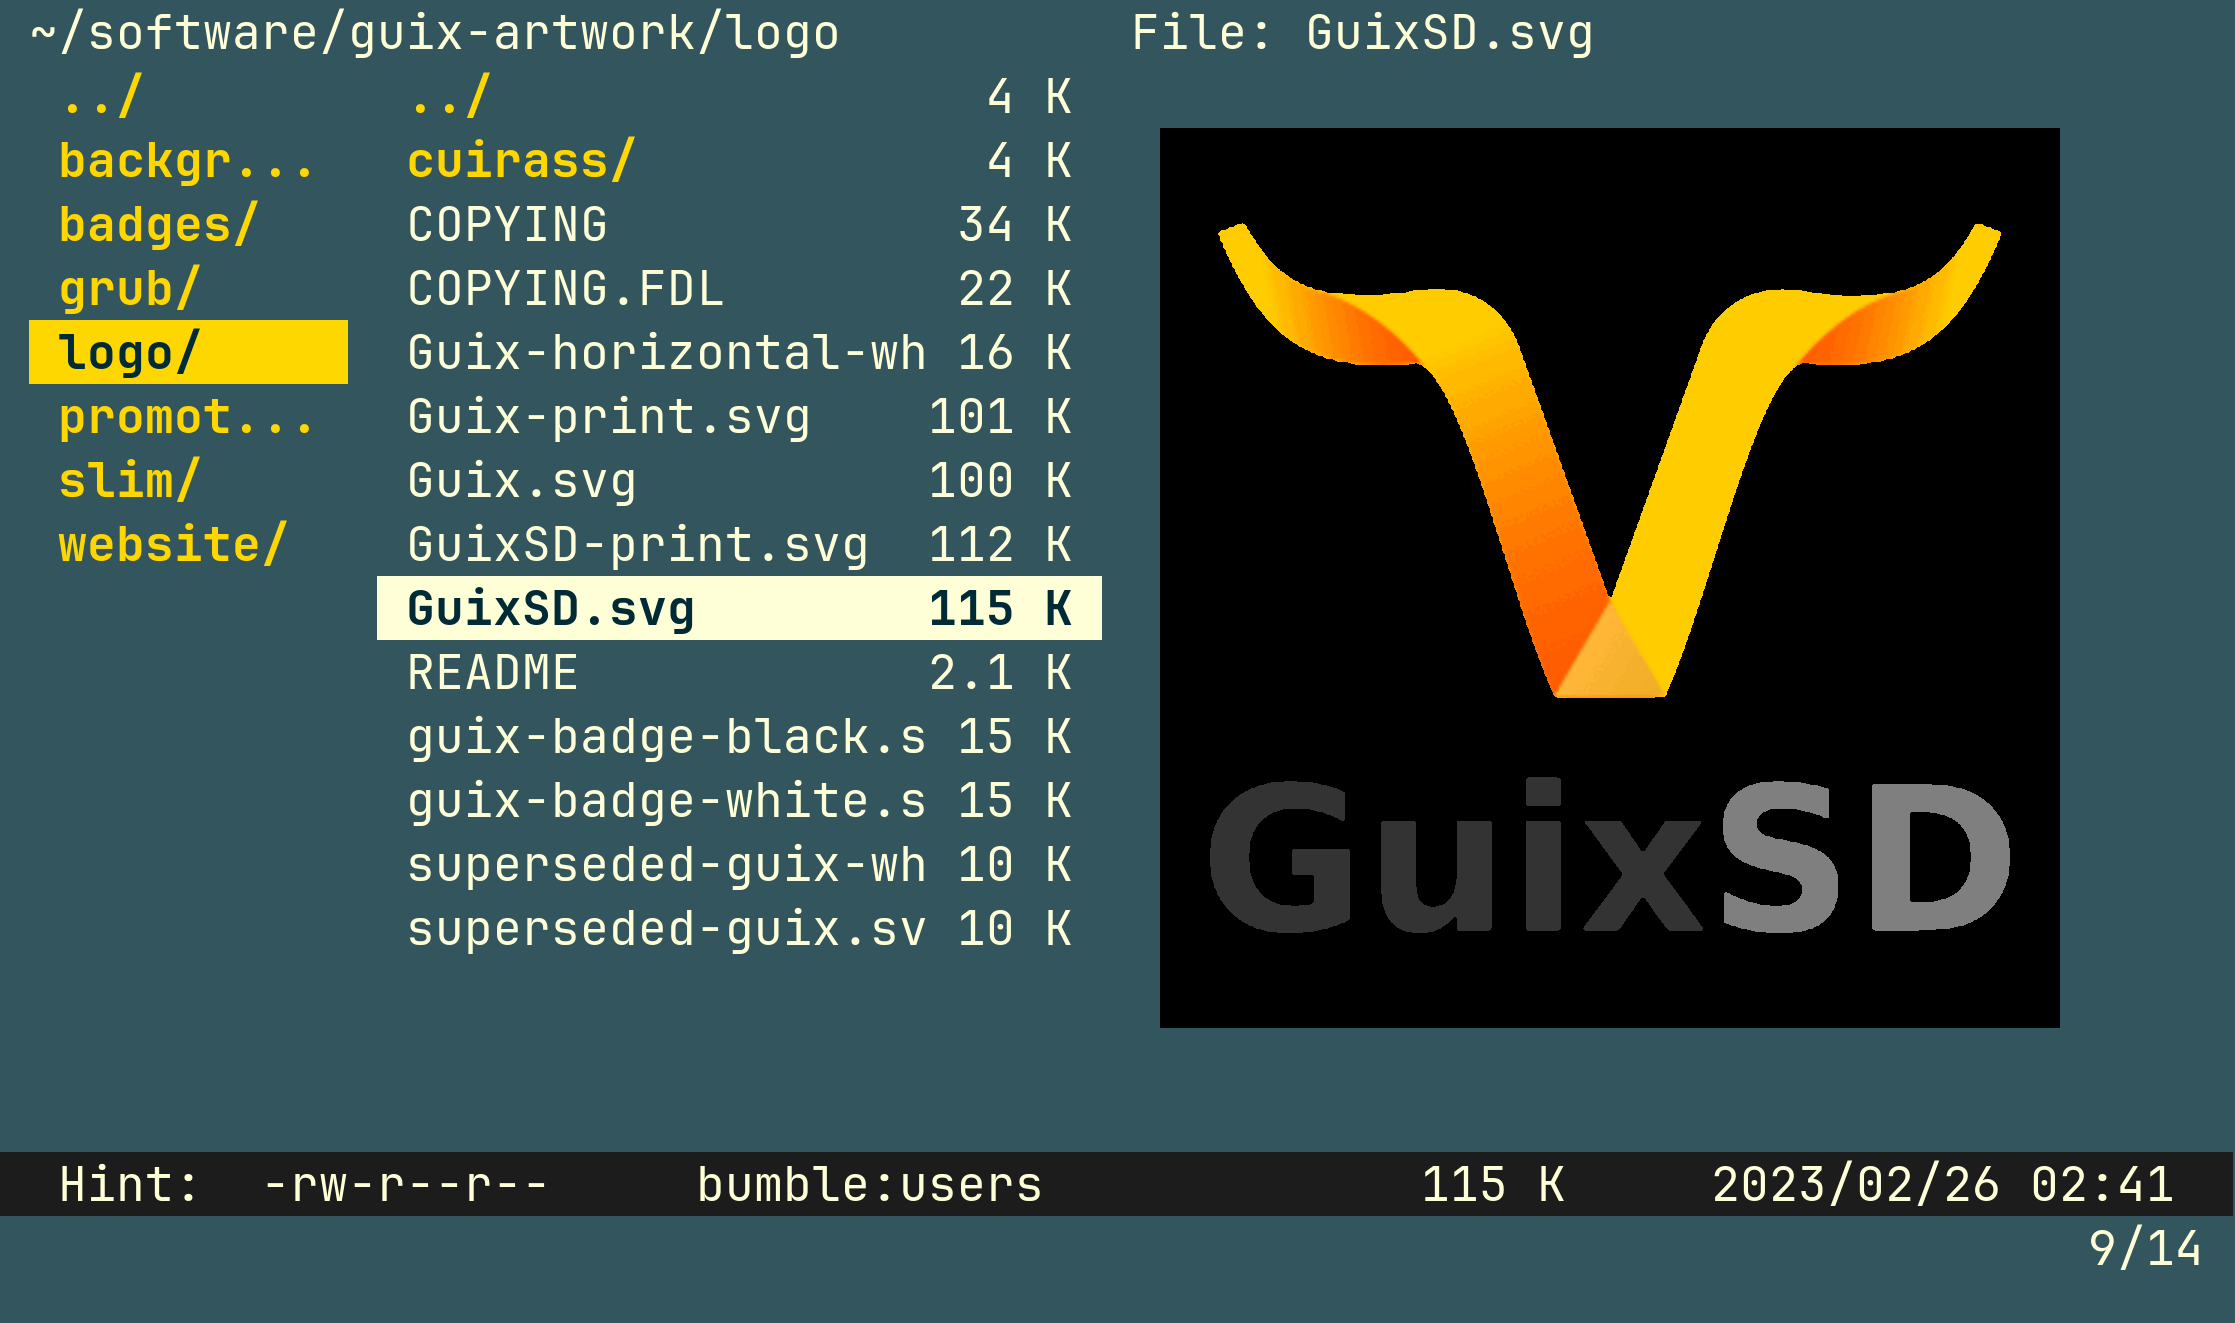 ~/software/guix-artwork/logo
File: GuixSD.svg
../
backgr...
badges/
grub/
logo/
promot...
slim/
website/
../ 4 K
cuirass/ 4 K
COPYING 34 K
COPYING.FDL 22 K
Guix-horizontal-wh 16 K
Guix-print.svg 101 K
Guix.svg 100 K
GuixSD-print.svg 112 K
GuixSD.svg 115 K
README 2.1 K
guix-badge-black.s 15 K
guix-badge-white.s 15 K
superseded-guix-wh 10 K
superseded-guix.sv 10 K
GuixSD
Hint: -rw-r--r-- bumble:users 115 K 2023/02/26 02:41
9/14